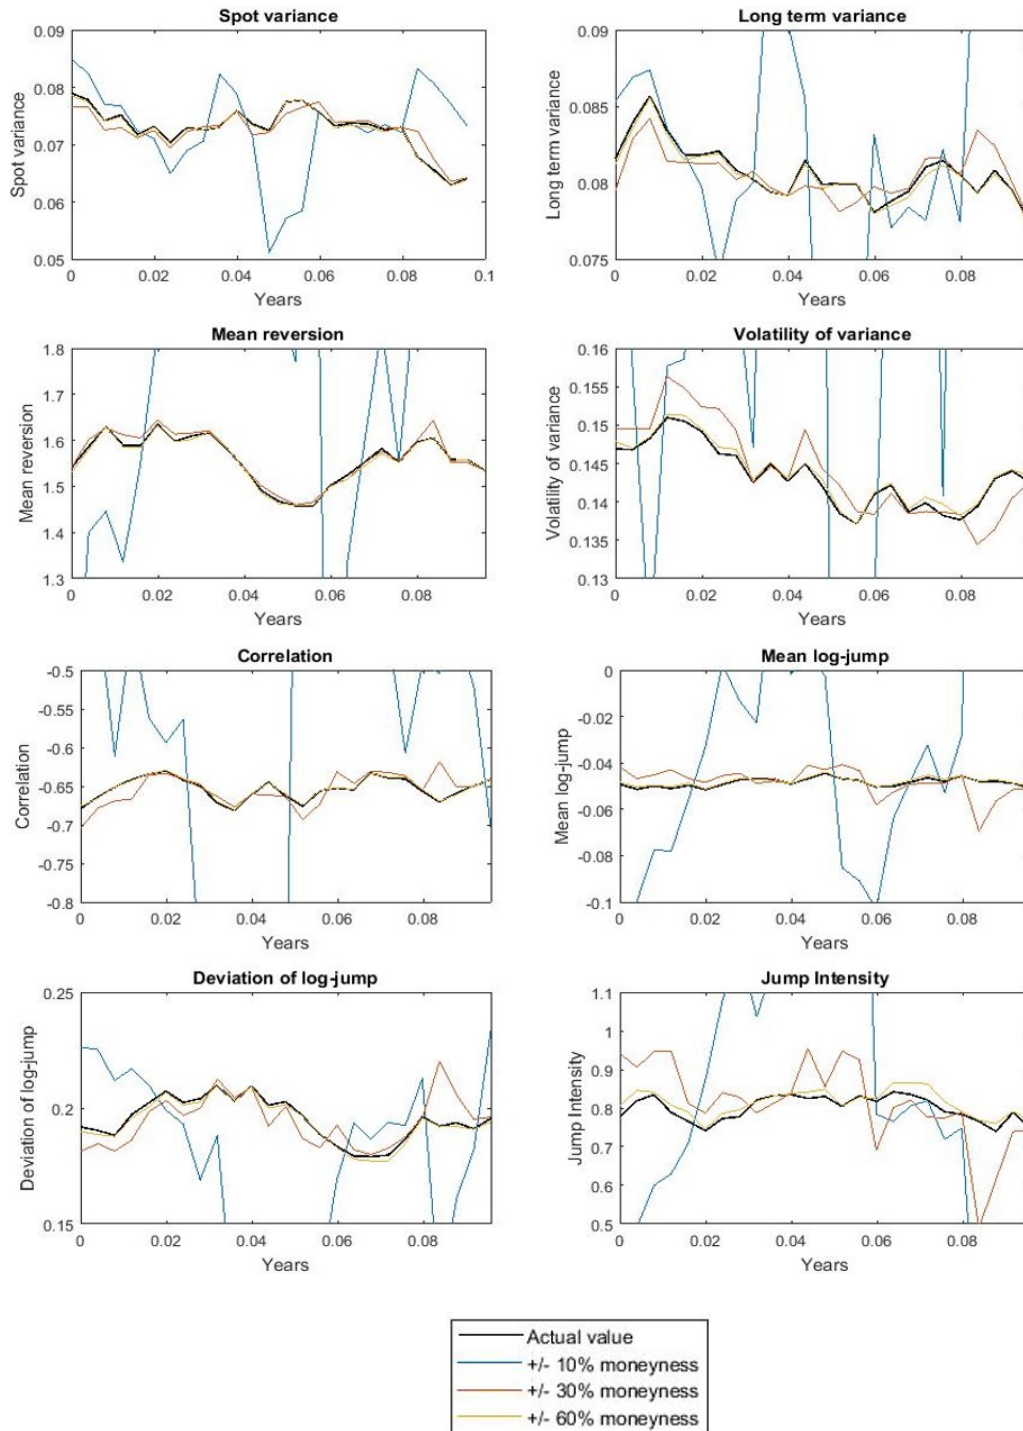 Spot variance
Long term variance
0.09
0.08
0.07
0.06
0.05
Spot variance
0 0.02 0.04 0.06 0.08 0.1
Years
0.09
0.085
0.08
0.075
Long term variance
0 0.02 0.04 0.06 0.08
Years
Mean reversion
Volatility of variance
1.8
1.7
1.6
1.5
1.4
1.3
Mean reversion
0 0.02 0.04 0.06 0.08
Years
0.16
0.155
0.15
0.145
0.14
0.135
0.13
Volatility of variance
0 0.02 0.04 0.06 0.08
Years
Correlation
Mean log-jump
-0.5
-0.55
-0.6
-0.65
-0.7
-0.75
-0.8
Correlation
0 0.02 0.04 0.06 0.08
Years
0
-0.02
-0.04
-0.06
-0.08
-0.1
Mean log-jump
0 0.02 0.04 0.06 0.08
Years
Deviation of log-jump
Jump Intensity
0.25
0.2
0.15
Deviation of log-jump
0 0.02 0.04 0.06 0.08
Years
1.1
1
0.9
0.8
0.7
0.6
0.5
Jump Intensity
0 0.02 0.04 0.06 0.08
Years
Actual value
+/- 10% moneyness
+/- 30% moneyness
+/- 60% moneyness